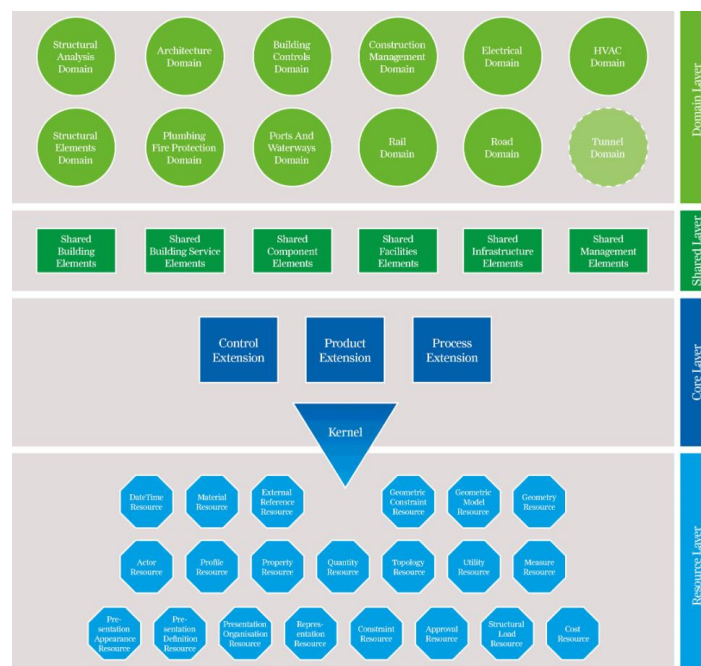 Structural
Analysis
Domain
Architecture
Domain
Building
Controls
Domain
Construction
Management
Domain
Electrical
Domain
HVAC
Domain
Structural
Elements
Domain
Plumbing
Fire Protection
Domain
Ports And
Waterways
Domain
Rail
Domain
Road
Domain
Tunnel
Domain
Domain Layer
Shared
Building
Elements
Shared
Building Service
Elements
Shared
Component
Elements
Shared
Facilities
Elements
Shared
Infrastructure
Elements
Shared
Management
Elements
Shared Layer
Control
Extension
Product
Extension
Process
Extension
Kernel
Core Layer
DateTime
Resource
Material
Resource
External
Reference
Resource
Geometric
Constraint
Resource
Geometric
Model
Resource
Geometry
Resource
Actor
Resource
Profile
Resource
Property
Resource
Quantity
Resource
Topology
Resource
Utility
Resource
Measure
Resource
Pre-
sentation
Appearance
Resource
Pre-
sentation
Definition
Resource
Presentation
Organisation
Resource
Repres-
entation
Resource
Constraint
Resource
Approval
Resource
Structural
Load
Resource
Cost
Resource
Resource Layer